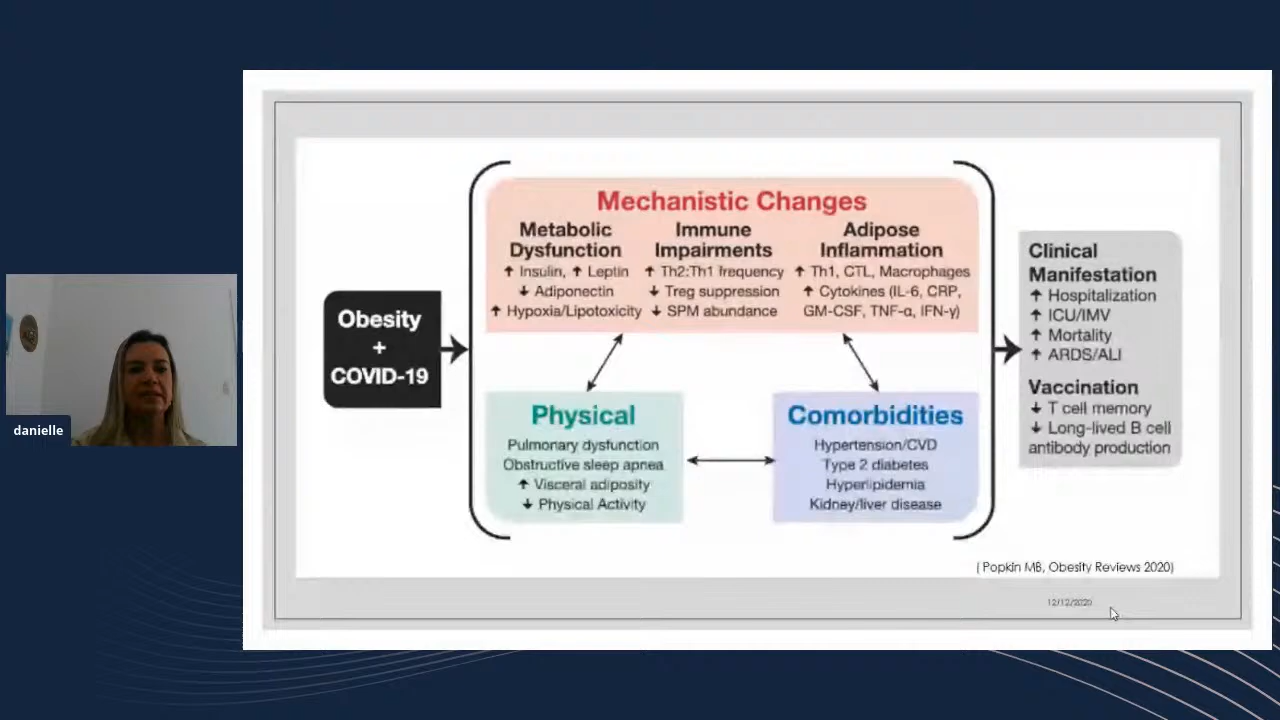 Obesity
+
COVID-19
Mechanistic Changes
Metabolic
Dysfunction
↑ Insulin, ↑ Leptin
↓ Adiponectin
↑ Hypoxia/Lipotoxicity
Immune
Impairments
↑ Th2:Th1 frequency
↓ Treg suppression
↓ SPM abundance
Adipose
Inflammation
↑ Th1, CTL, Macrophages
↑ Cytokines (IL-6, CRP,
GM-CSF, TNF-α, IFN-γ)
Physical
Pulmonary dysfunction
Obstructive sleep apnea
↑ Visceral adiposity
↓ Physical Activity
Comorbidities
Hypertension/CVD
Type 2 diabetes
Hyperlipidemia
Kidney/liver disease
Clinical
Manifestation
↑ Hospitalization
↑ ICU/IMV
↑ Mortality
↑ ARDS/ALI
Vaccination
↓ T cell memory
↓ Long-lived B cell
antibody production
( Popkin MB, Obesity Reviews 2020)
12/12/2020
danielle